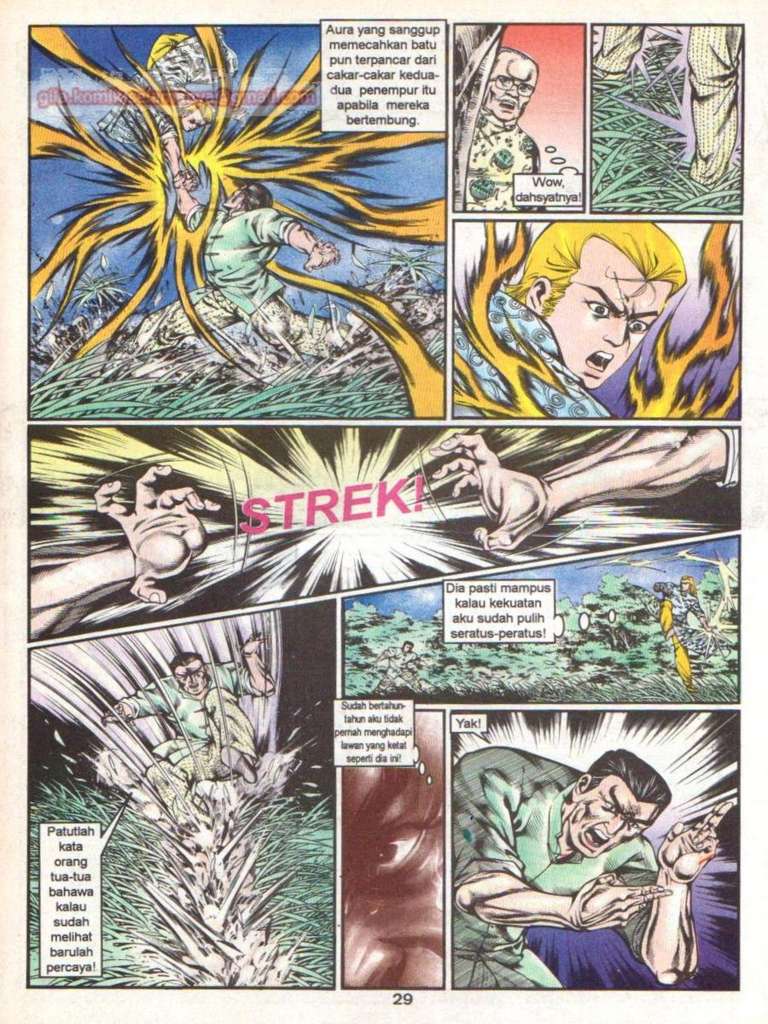 Aura yang sanggup
memecahkan batu
pun terpancar dari
cakar-cakar kedua-
dua penempur itu
apabila mereka
bertembung.
Wow,
dahsyatnya!
STREK!
Dia pasti mampus
kalau kekuatan
aku sudah pulih
seratus-peratus!
Patutlah
kata
orang
tua-tua
bahawa
kalau
sudah
melihat
barulah
percaya!
Sudah bertahun-
tahun aku tidak
pernah menghadapi
lawan yang ketat
seperti dia ini!
Yak!
29